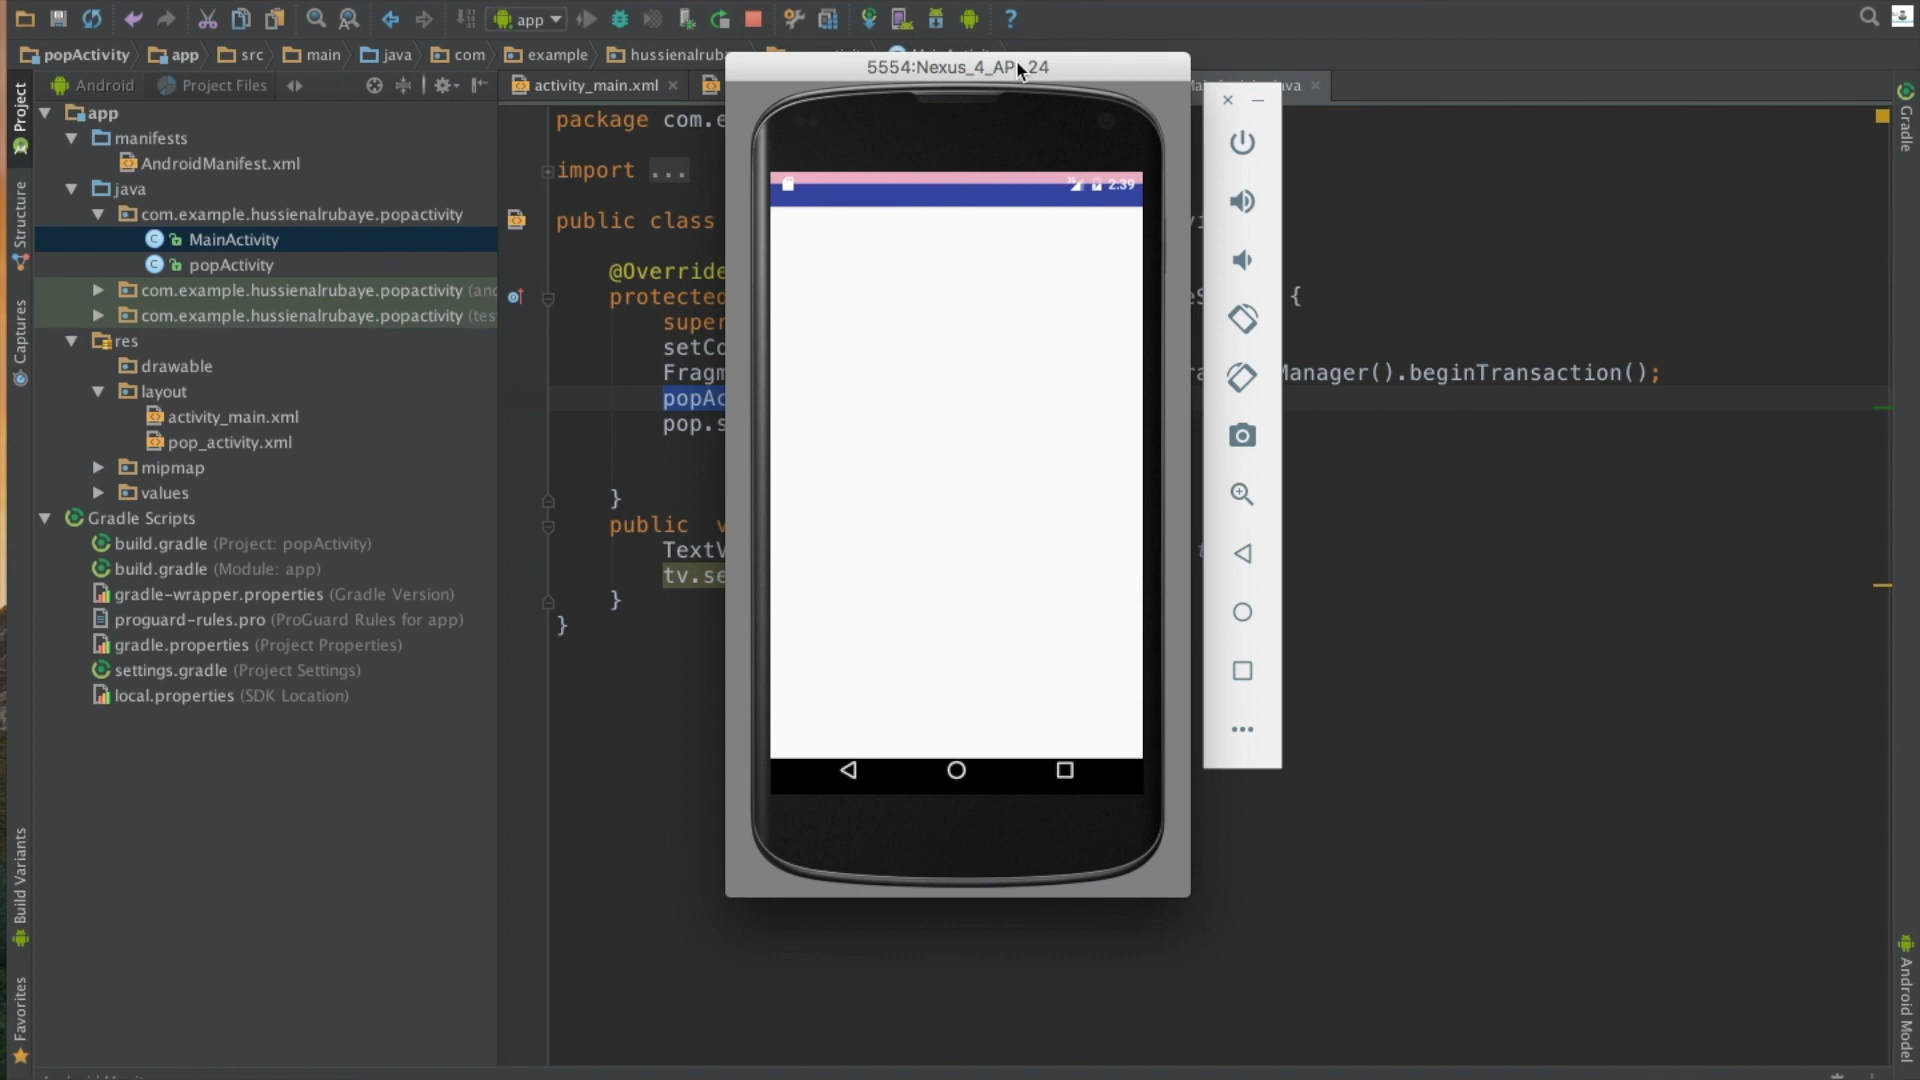 app
popActivity
app
src
main
java
com
example
hussienalruba
Android
Project Files
activity_main.xml
5554:Nexus_4_AP 24
Project
Structure
Captures
Build Variants
Favorites
app
manifests
AndroidManifest.xml
java
com.example.hussienalrubaye.popactivity
MainActivity
popActivity
com.example.hussienalrubaye.popactivity (and
com.example.hussienalrubaye.popactivity (tes
res
drawable
layout
activity_main.xml
pop_activity.xml
mipmap
values
Gradle Scripts
build.gradle (Project: popActivity)
build.gradle (Module: app)
gradle-wrapper.properties (Gradle Version)
proguard-rules.pro (ProGuard Rules for app)
gradle.properties (Project Properties)
settings.gradle (Project Settings)
local.properties (SDK Location)
package com.e
import ...
public class
@Override
protected {
super
setCo
Fragm Manager().beginTransaction();
popAc
pop.s
}
public v
TextV
tv.se
}
}
2:39
Gradle
Android Model